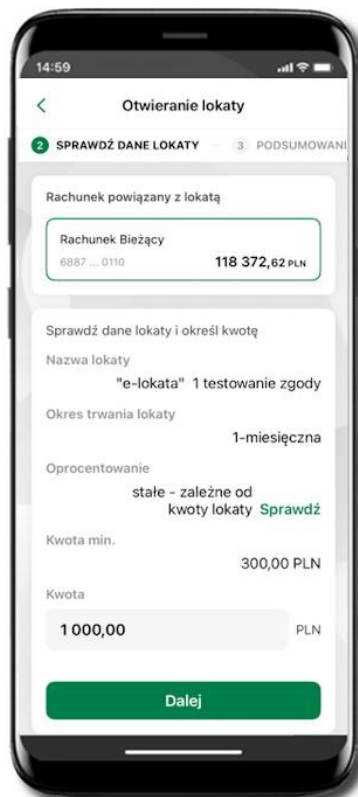 14:59
Otwieranie lokaty
2 SPRAWDŹ DANE LOKATY 3 PODSUMOWANI
Rachunek powiązany z lokatą
Rachunek Bieżący
6887 ... 0110 118 372,62 PLN
Sprawdź dane lokaty i określ kwotę
Nazwa lokaty
"e-lokata" 1 testowanie zgody
Okres trwania lokaty
1-miesięczna
Oprocentowanie
stałe - zależne od
kwoty lokaty Sprawdź
Kwota min.
300,00 PLN
Kwota
1 000,00 PLN
Dalej